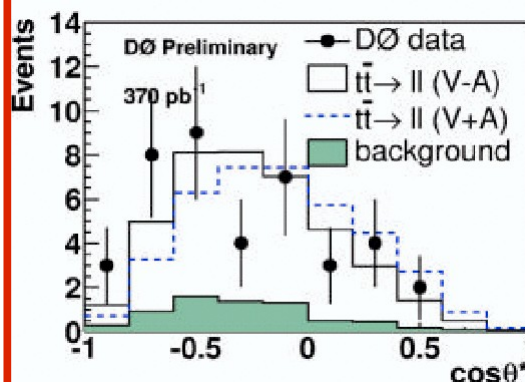 Events
14
12
10
8
6
4
2
0
DØ Preliminary
370 pb⁻¹
DØ data
tt̄→ ll (V-A)
tt̄→ ll (V+A)
background
-1 -0.5 0 0.5
cosθ*